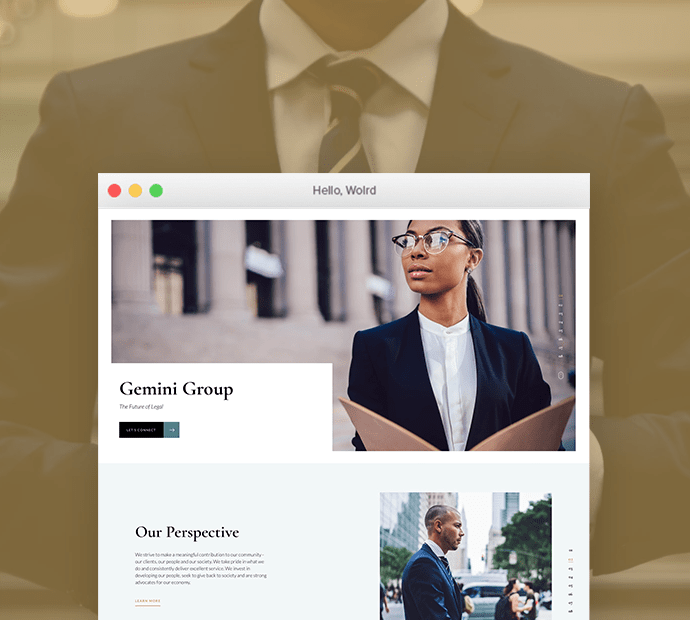 Hello, Wolrd
Gemini Group
The Future of Legal
LET'S CONNECT
Our Perspective
We strive to make a meaningful contribution to our community -
our clients, our people and our society. We take pride in what we
do and consistently deliver excellent service. We invest in
developing our people, seek to give back to society and are strong
advocates for our economy.
LEARN MORE